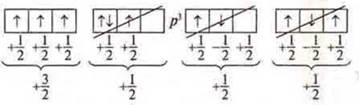 ↑ ↑ ↑ ↑↓ ↑ p³ ↑ ↓ ↑ ↑ ↓ ↑
+1/2 +1/2 +1/2 +1/2 +1/2 +1/2 −1/2 +1/2 +1/2 −1/2 +1/2
+3/2 +1/2 +1/2 +1/2